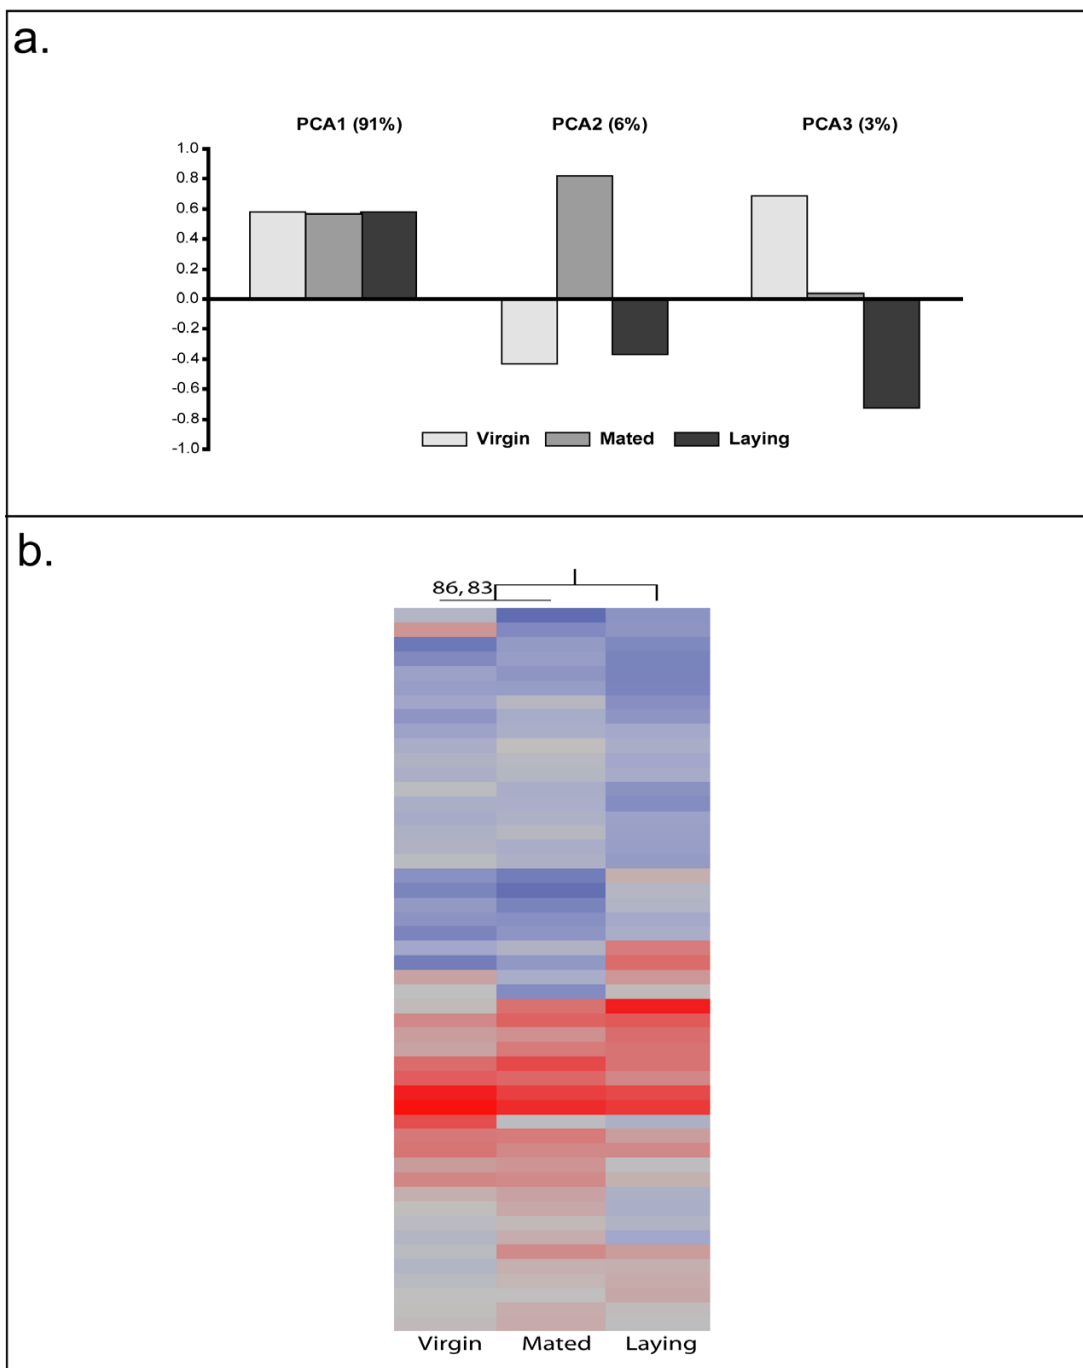 a.
PCA1 (91%) PCA2 (6%) PCA3 (3%)
1.0
0.8
0.6
0.4
0.2
0.0
-0.2
-0.4
-0.6
-0.8
-1.0
Virgin Mated Laying
b.
86, 83
Virgin Mated Laying